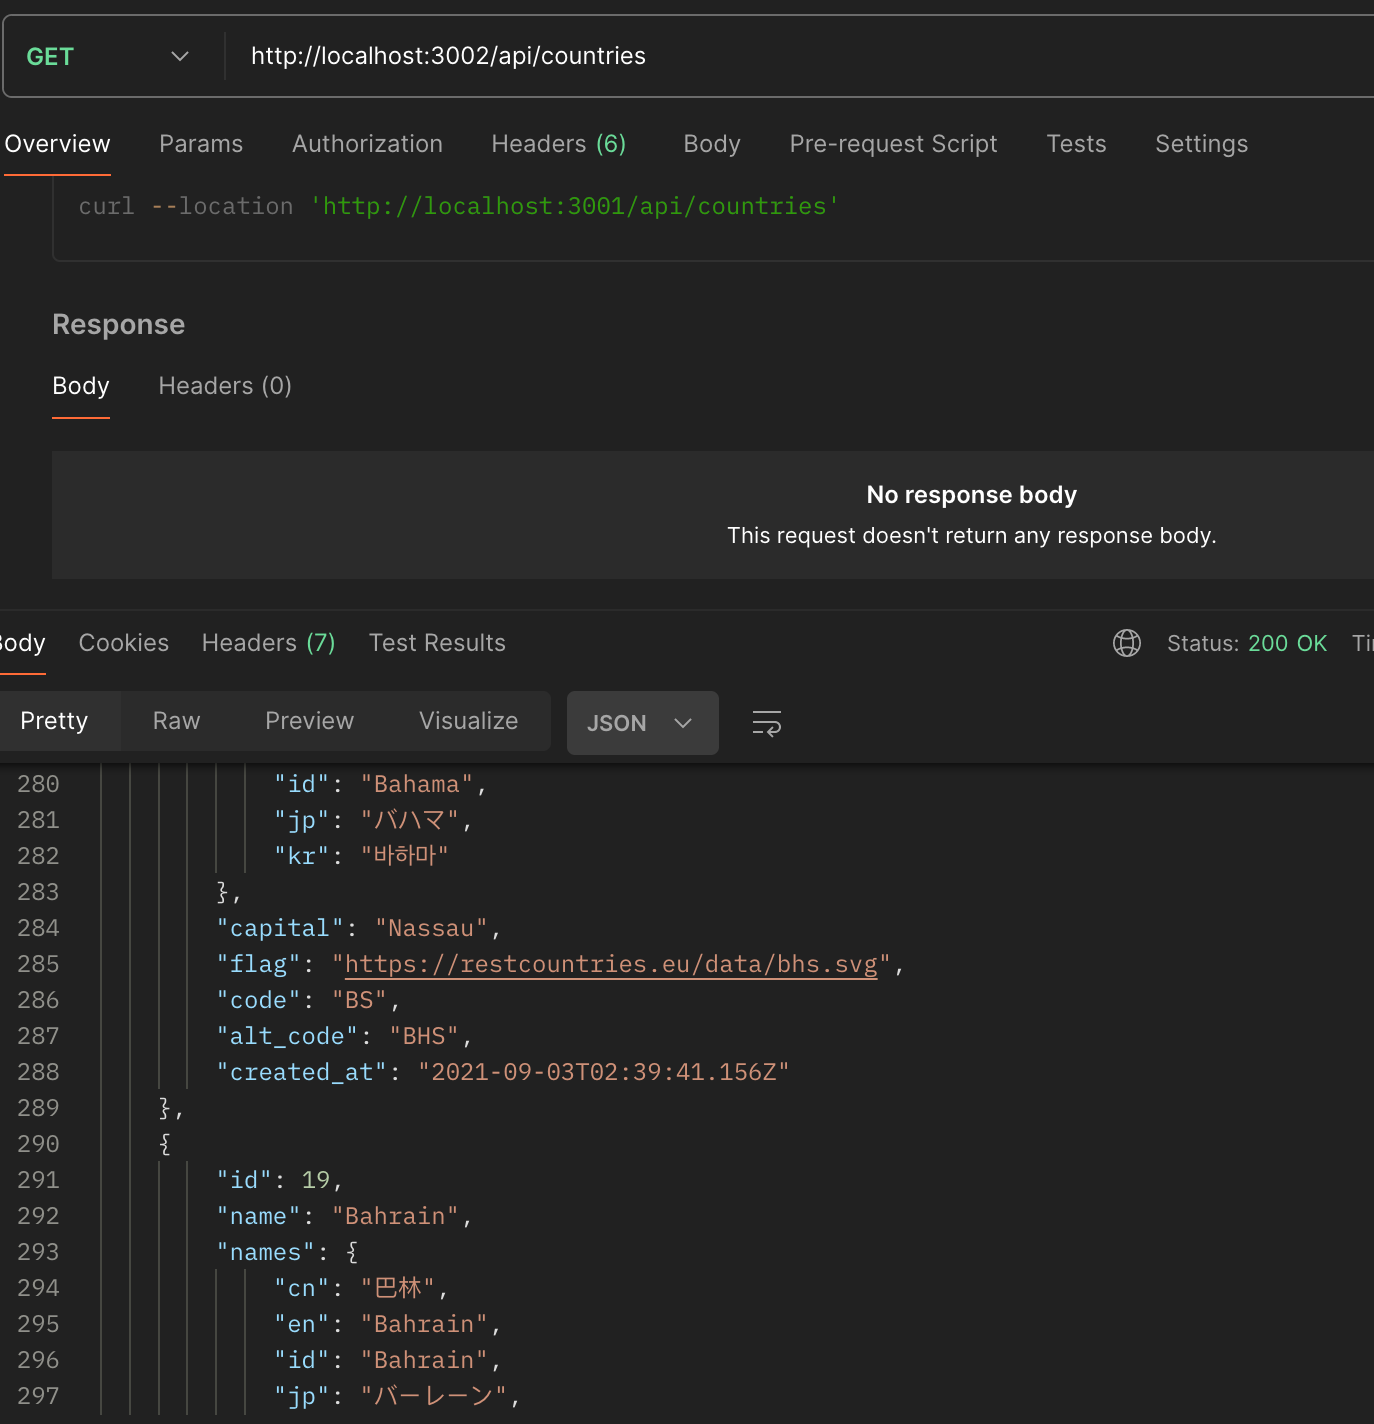 GET http://localhost:3002/api/countries
Overview Params Authorization Headers (6) Body Pre-request Script Tests Settings
curl --location 'http://localhost:3001/api/countries'
Response
Body Headers (0)
No response body
This request doesn't return any response body.
Body Cookies Headers (7) Test Results Status: 200 OK
Pretty Raw Preview Visualize JSON
280 "id": "Bahama",
281 "jp": "バハマ",
282 "kr": "바하마"
283 },
284 "capital": "Nassau",
285 "flag": "https://restcountries.eu/data/bhs.svg",
286 "code": "BS",
287 "alt_code": "BHS",
288 "created_at": "2021-09-03T02:39:41.156Z"
289 },
290 {
291 "id": 19,
292 "name": "Bahrain",
293 "names": {
294 "cn": "巴林",
295 "en": "Bahrain",
296 "id": "Bahrain",
297 "jp": "バーレーン",